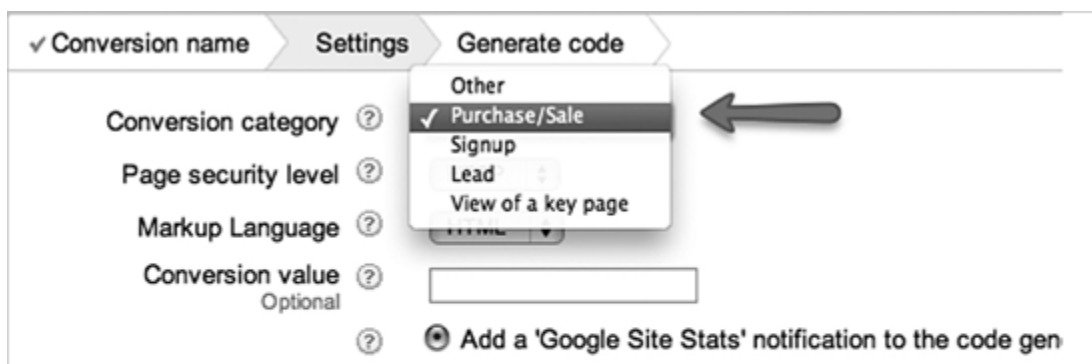 ✓ Conversion name Settings Generate code
Other
Conversion category ? ✓ Purchase/Sale
Signup
Page security level ? Lead
View of a key page
Markup Language ? HTML
Conversion value ?
Optional
? Add a 'Google Site Stats' notification to the code gen